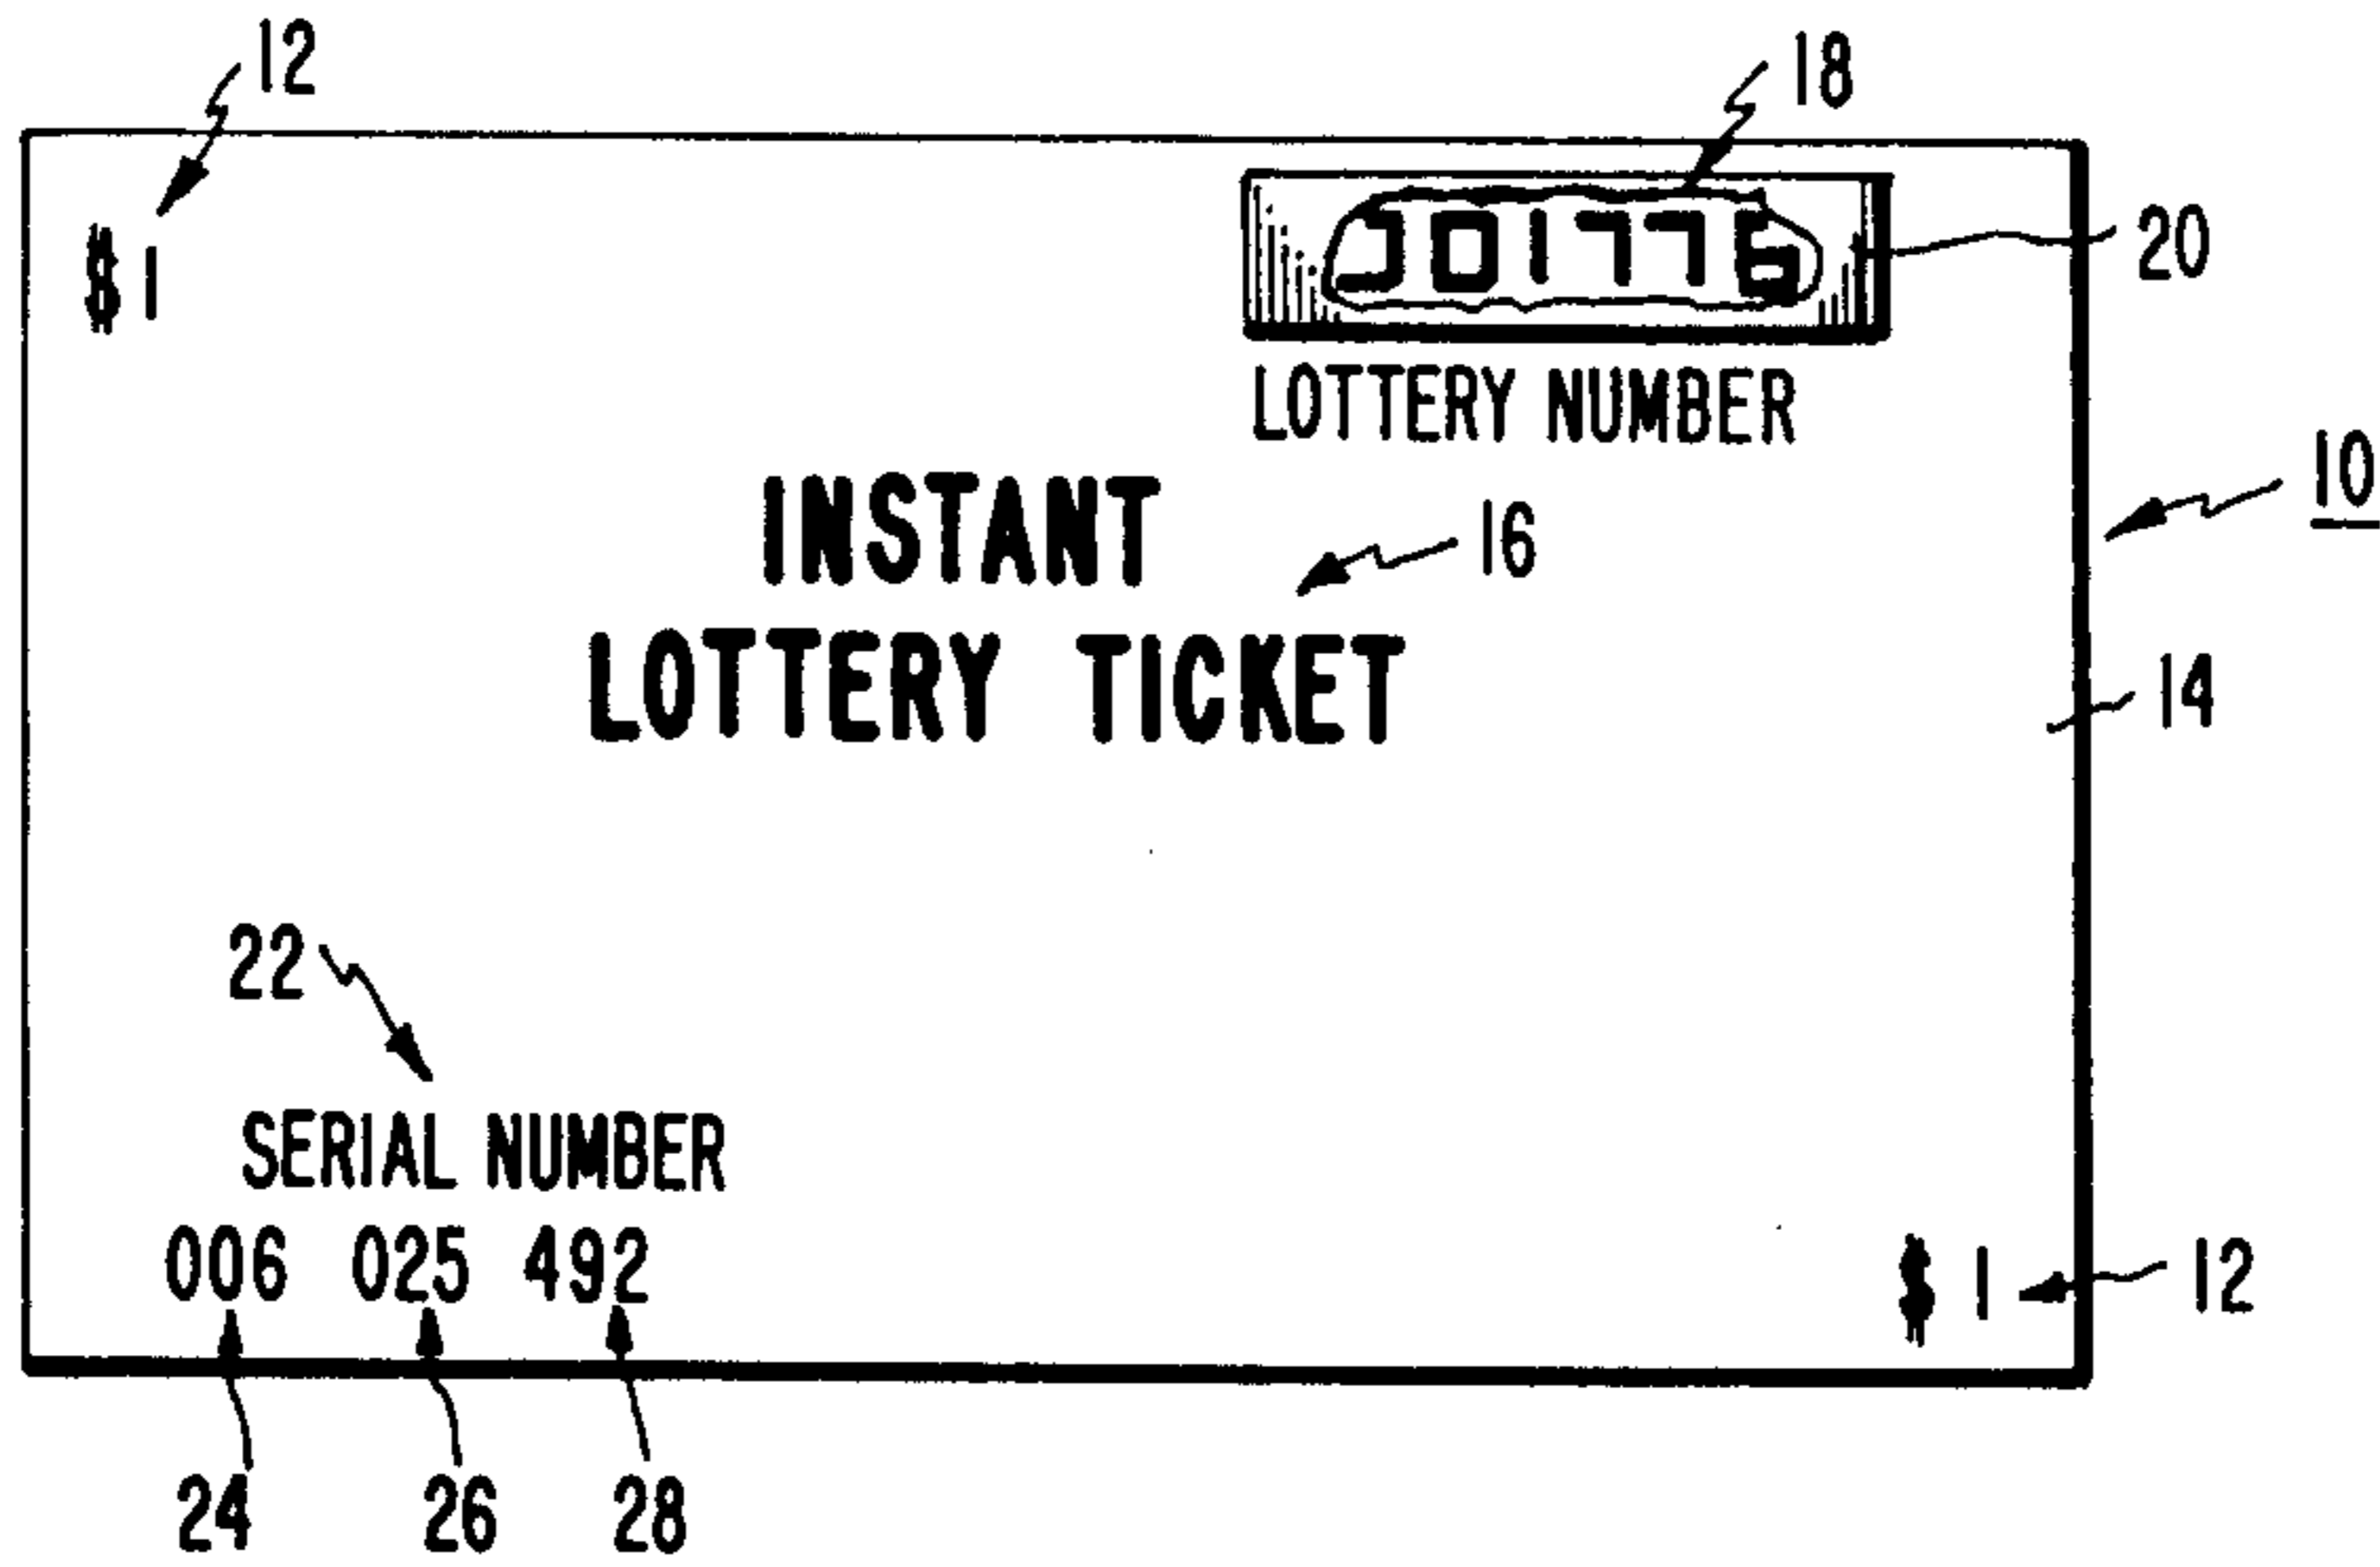 12
18
$1
J01776
20
LOTTERY NUMBER
10
INSTANT
16
LOTTERY TICKET
14
22
SERIAL NUMBER
006 025 492
$1
12
24 26 28